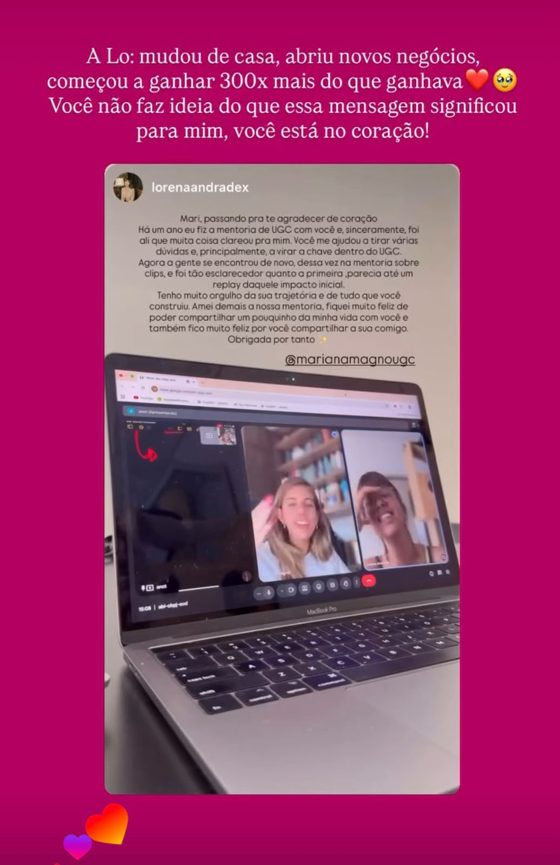 A Lo: mudou de casa, abriu novos negócios,
começou a ganhar 300x mais do que ganhava❤️🥹
Você não faz ideia do que essa mensagem significou
para mim, você está no coração!
lorenaandradex
Mari, passando pra te agradecer de coração
Há um ano eu fiz a mentoria de UGC com você e, sinceramente, foi
ali que muita coisa clareou pra mim. Você me ajudou a tirar várias
dúvidas e, principalmente, a virar a chave dentro do UGC.
Agora a gente se encontrou de novo, dessa vez na mentoria sobre
clips, e foi tão esclarecedor quanto a primeira ,parecia até um
replay daquele impacto inicial.
Tenho muito orgulho da sua trajetória e de tudo que você
construiu. Amei demais a nossa mentoria, fiquei muito feliz de
poder compartilhar um pouquinho da minha vida com você e
também fico muito feliz por você compartilhar a sua comigo.
Obrigada por tanto ✨
@marianamagnougc
MacBook Pro